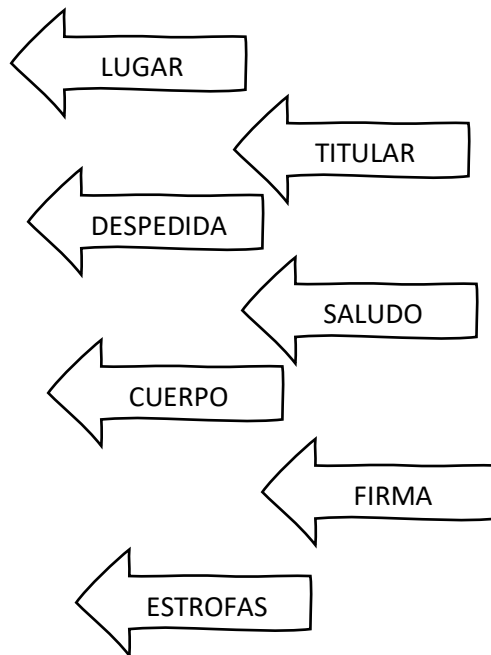 LUGAR
TITULAR
DESPEDIDA
SALUDO
CUERPO
FIRMA
ESTROFAS